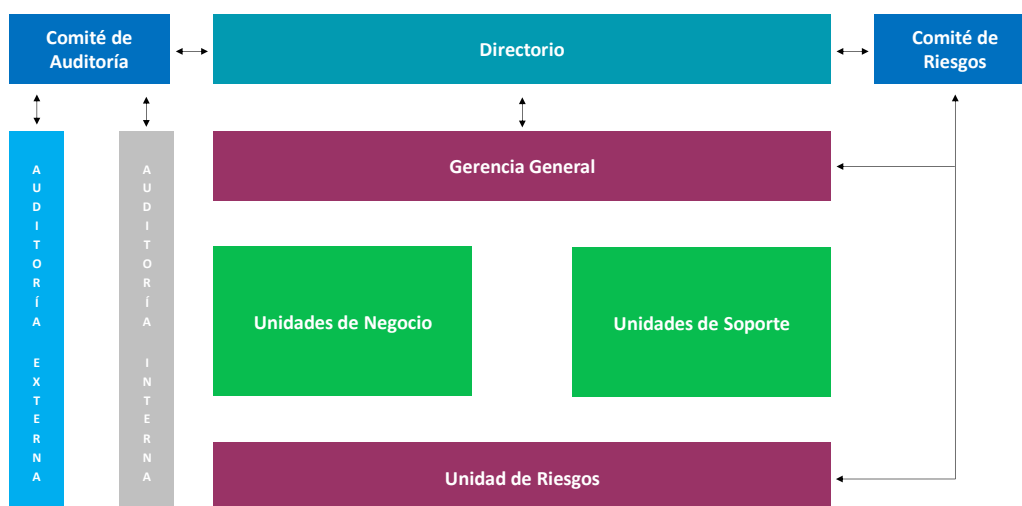 Comité de
Auditoría
Directorio
Comité de
Riesgos
AUDITORÍA EXTERNA
AUDITORÍA INTERNA
Gerencia General
Unidades de Negocio
Unidades de Soporte
Unidad de Riesgos